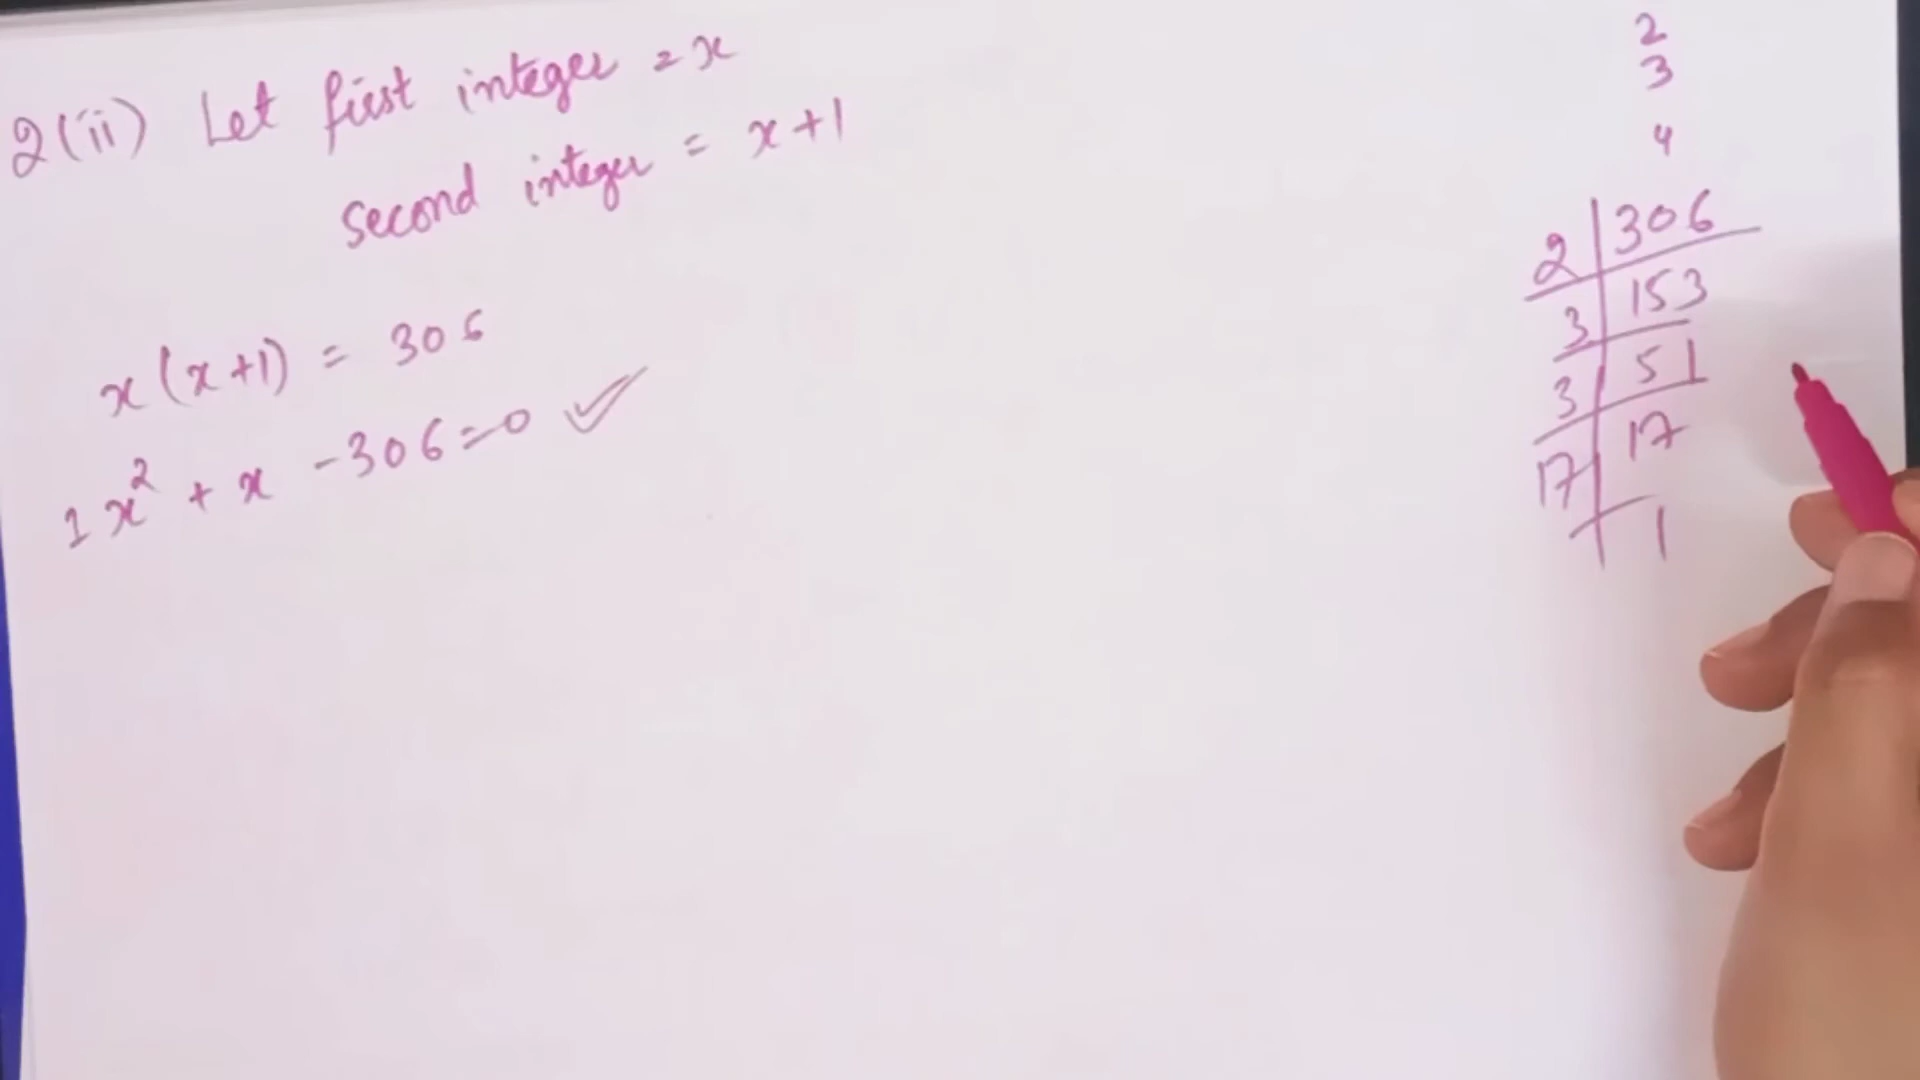 2(ii) Let first integer = x
second integer = x+1
x(x+1) = 306
1x² + x - 306=0 ✓
2
3
4
2 | 306
3 | 153
3 | 51
17 | 17
1